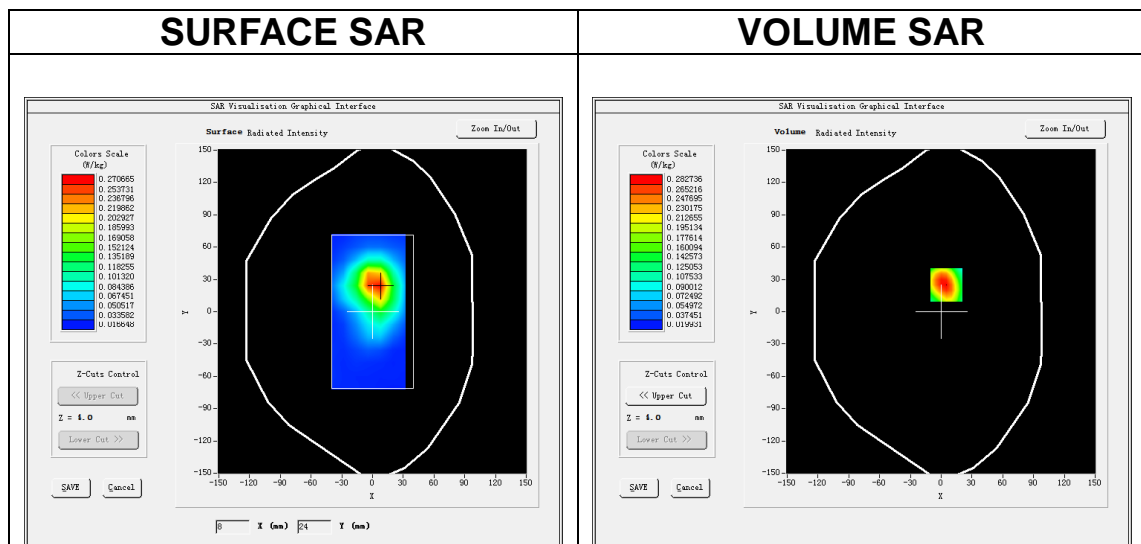 SURFACE SAR
VOLUME SAR
SAR Visualisation Graphical Interface
Surface Radiated Intensity
Zoom In/Out
Colors Scale
(W/kg)
0.270665
0.253731
0.236796
0.219862
0.202927
0.185993
0.169058
0.152124
0.135189
0.118255
0.101320
0.084386
0.067451
0.050517
0.033582
0.016648
Z-Cuts Control
<< Upper Cut
Z = 4.0 mm
Lower Cut >>
SAVE Cancel
150
120
90
60
30
0
-30
-60
-90
-120
-150
Y
-150 -120 -90 -60 -30 0 30 60 90 120 150
X
8 X (mm) 24 Y (mm)
SAR Visualisation Graphical Interface
Volume Radiated Intensity
Zoom In/Out
Colors Scale
(W/kg)
0.282736
0.265216
0.247695
0.230175
0.212655
0.195134
0.177614
0.160094
0.142573
0.125053
0.107533
0.090012
0.072492
0.054972
0.037451
0.019931
Z-Cuts Control
<< Upper Cut
Z = 4.0 mm
Lower Cut >>
SAVE Cancel
150
120
90
60
30
0
-30
-60
-90
-120
-150
Y
-150 -120 -90 -60 -30 0 30 60 90 120 150
X